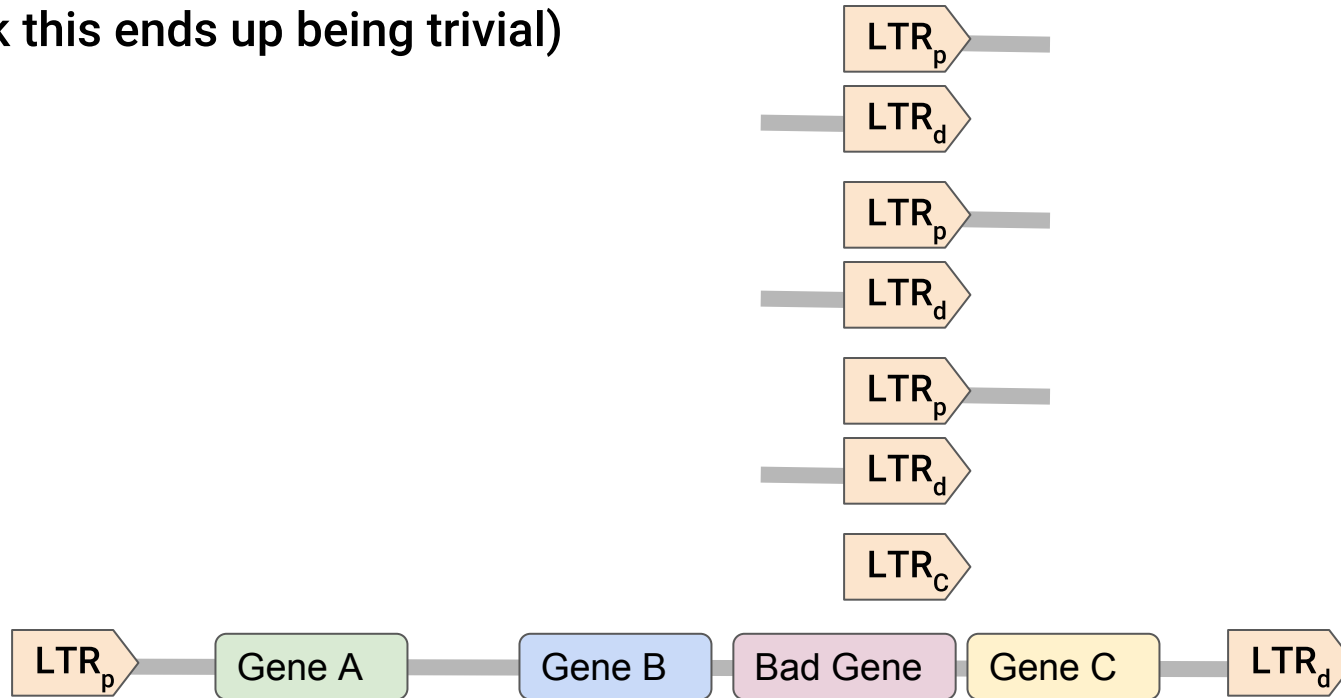 k this ends up being trivial)
LTRp
LTRd
LTRp
LTRd
LTRp
LTRd
LTRC
LTRp Gene A Gene B Bad Gene Gene C LTRd